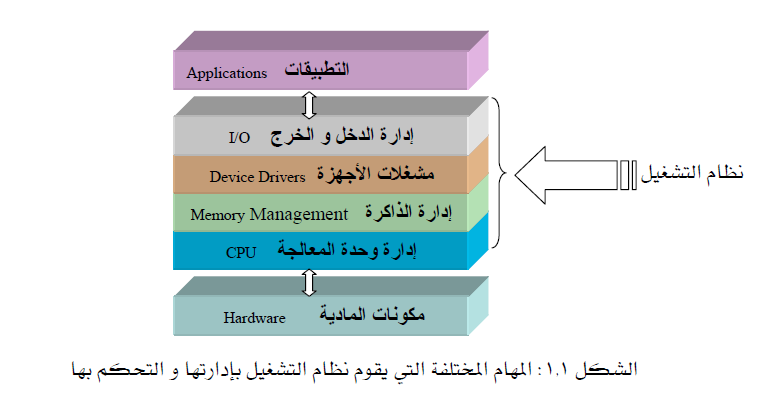 التطبيقات Applications
إدارة الدخل و الخرج I/O
مشغلات الأجهزة Device Drivers
نظام التشغيل
إدارة الذاكرة Memory Management
إدارة وحدة المعالجة CPU
مكونات المادية Hardware
الشكل ١.١: المهام المختلفة التي يقوم نظام التشغيل بإدارتها و التحكم بها